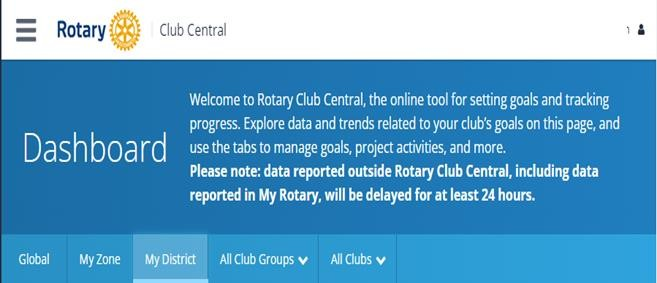 Rotary Club Central
Welcome to Rotary Club Central, the online tool for setting goals and tracking
progress. Explore data and trends related to your club's goals on this page, and
Dashboard
use the tabs to manage goals, project activities, and more.
Please note: data reported outside Rotary Club Central, including data
reported in My Rotary, will be delayed for at least 24 hours.
Global My Zone My District All Club Groups All Clubs